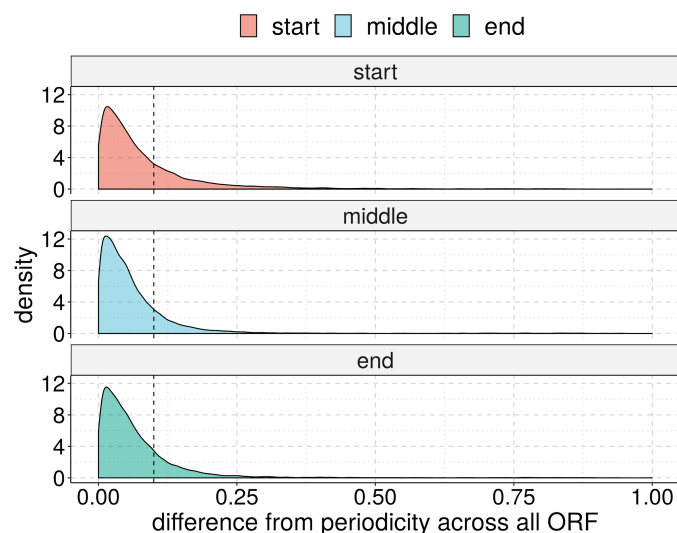 start middle end
start
12
8
4
0
middle
12
8
4
0
density
end
12
8
4
0
0.00 0.25 0.50 0.75 1.00
difference from periodicity across all ORF